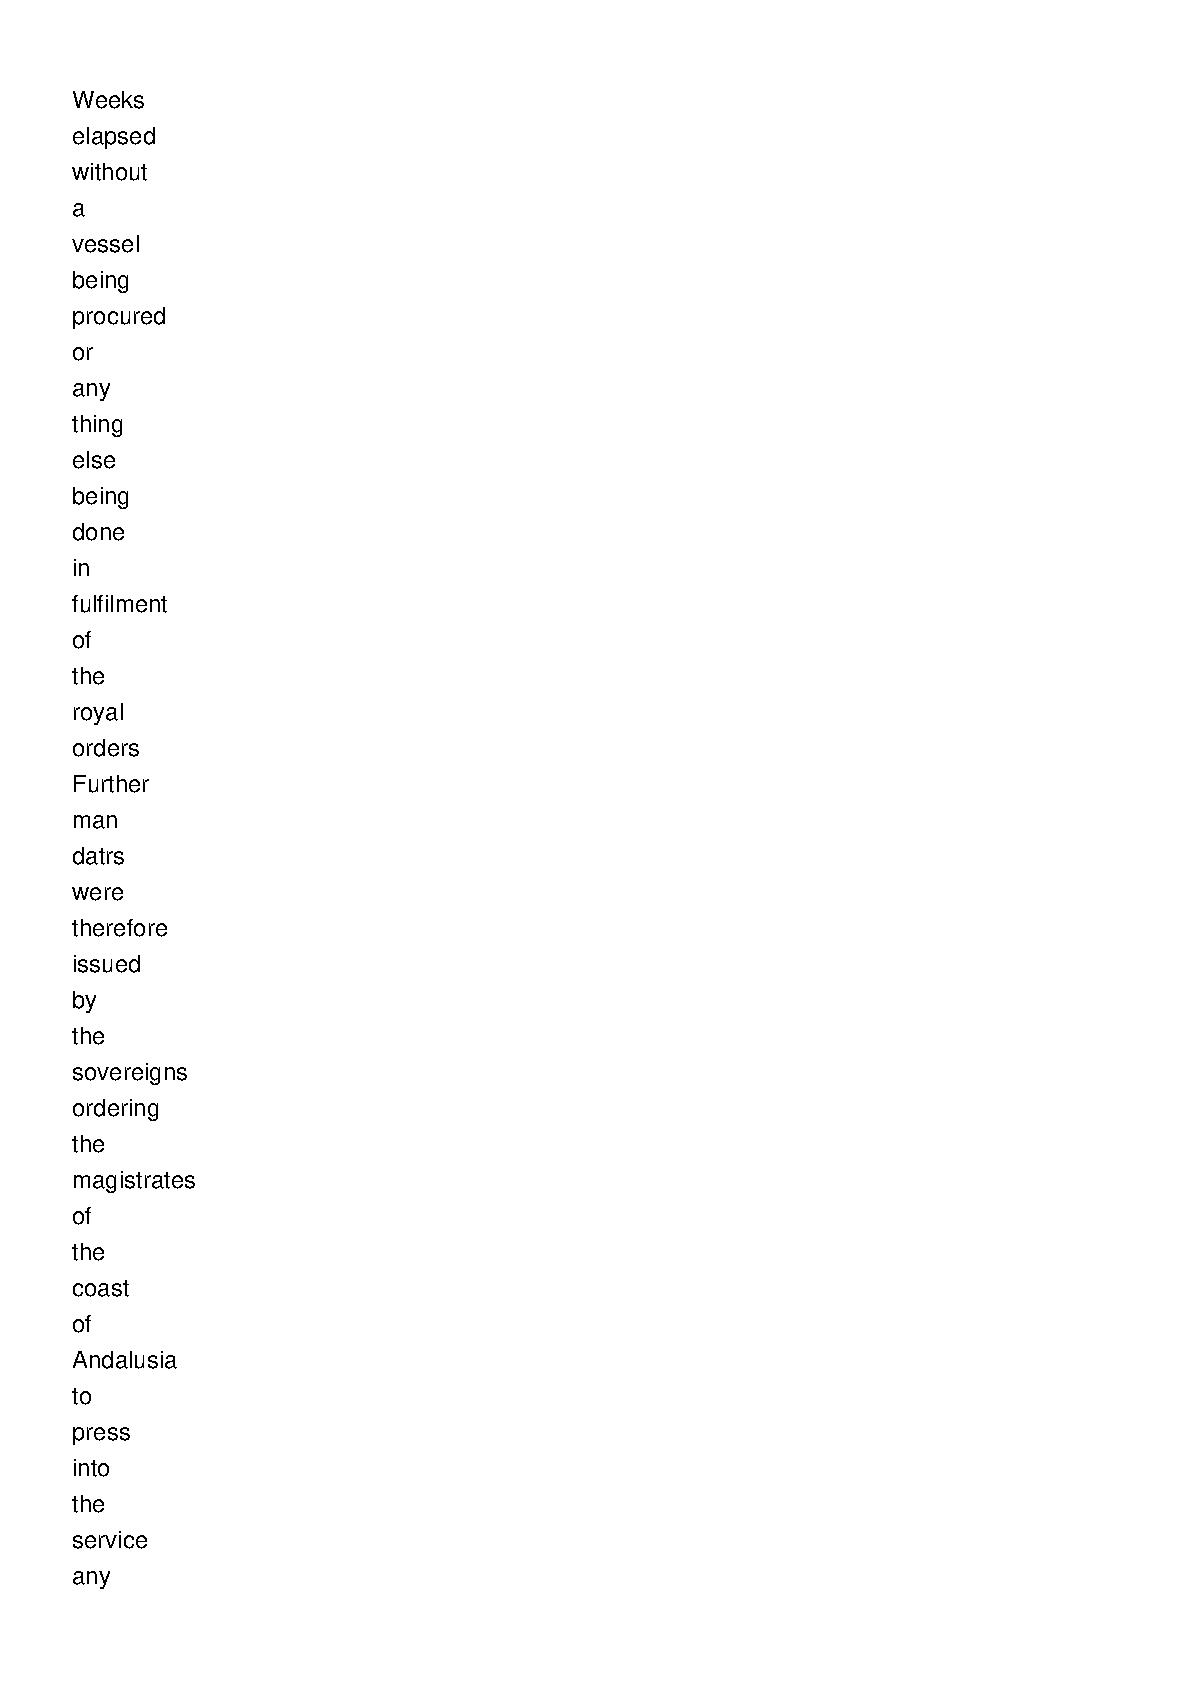 Weeks
elapsed
without
a
vessel
being
procured
or
any
thing
else
being
done
in
fulfilment
of
the
royal
orders
Further
man
datrs
were
therefore
issued
by
the
sovereigns
ordering
the
magistrates
of
the
coast
of
Andalusia
to
press
into
the
service
any